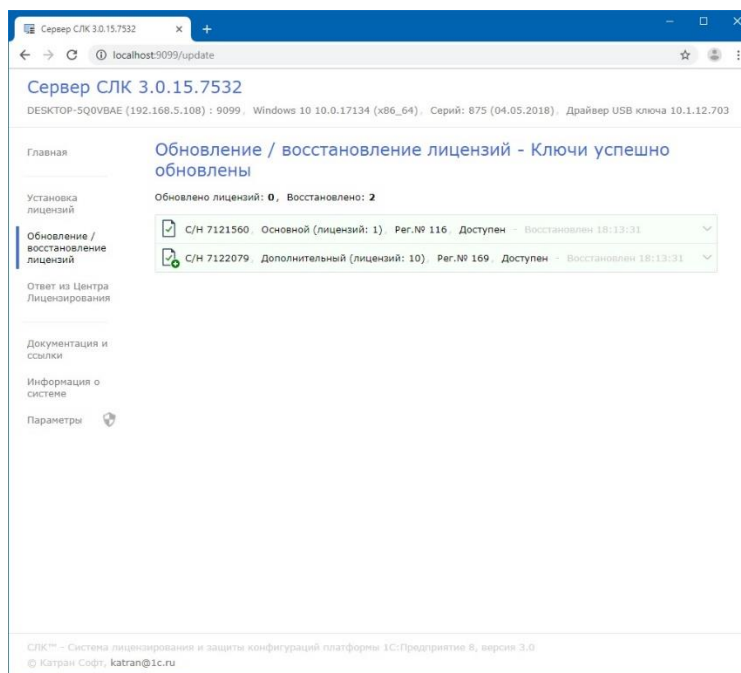 Сервер СЛК 3.0.15.7532
localhost:9099/update
Сервер СЛК 3.0.15.7532
DESKTOP-5Q0VBAE (192.168.5.108) : 9099, Windows 10 10.0.17134 (x86_64), Серий: 875 (04.05.2018), Драйвер USB ключа 10.1.12.703
Главная
Установка
лицензий
Обновление /
восстановление
лицензий
Ответ из Центра
Лицензирования
Документация и
ссылки
Информация о
системе
Параметры
Обновление / восстановление лицензий - Ключи успешно
обновлены
Обновлено лицензий: 0, Восстановлено: 2
С/Н 7121560, Основной (лицензий: 1), Рег.№ 116, Доступен - Восстановлен 18:13:31
С/Н 7122079, Дополнительный (лицензий: 10), Рег.№ 169, Доступен - Восстановлен 18:13:31
СЛК™ - Система лицензирования и защиты конфигураций платформы 1С:Предприятие 8, версия 3.0
© Катран Софт, katran@1c.ru